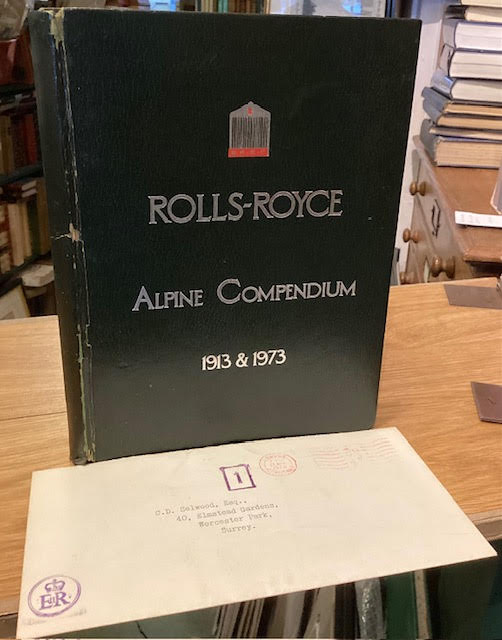 ROLLS-ROYCE
ALPINE COMPENDIUM
1913 & 1973
1
C.D. Selwood, Esq.,
40, Elmstead Gardens,
Worcester Park,
Surrey.
EIIR